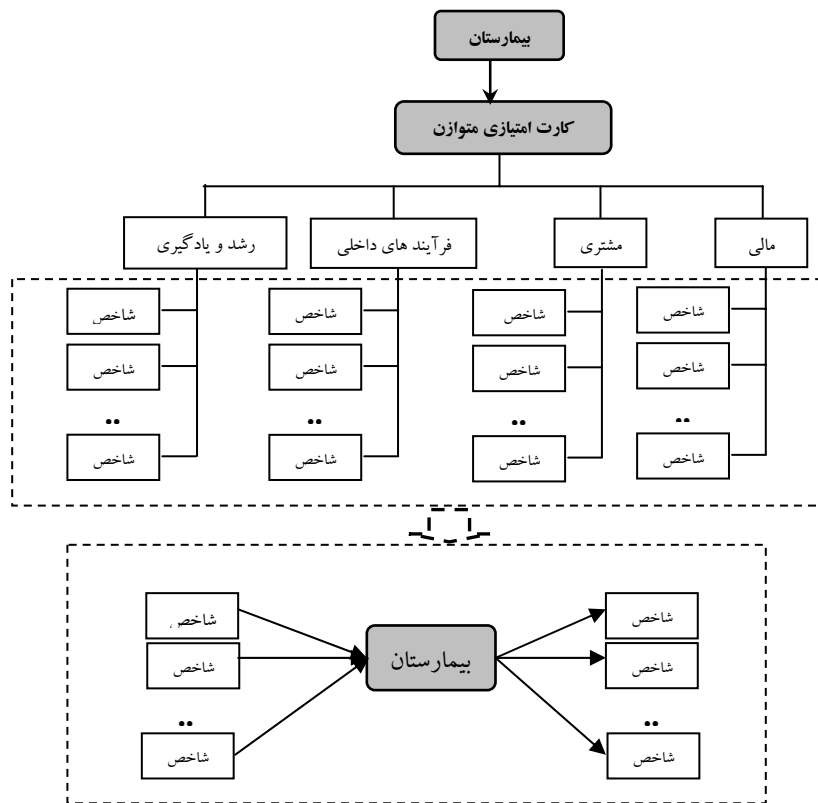 بیمارستان
کارت امتیازی متوازن
مالی
مشتری
فرآیند های داخلی
رشد و یادگیری
شاخص
شاخص
شاخص
شاخص
شاخص
شاخص
شاخص
شاخص
..
..
..
..
شاخص
شاخص
شاخص
شاخص
شاخص
شاخص
بیمارستان
شاخص
شاخص
..
..
شاخص
شاخص